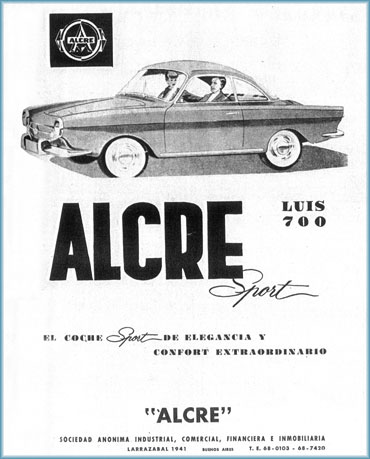 ALCRE
LUIS
700
ALCRE
Sport
EL COCHE Sport DE ELEGANCIA Y
CONFORT EXTRAORDINARIO
"ALCRE"
SOCIEDAD ANONIMA INDUSTRIAL, COMERCIAL, FINANCIERA E INMOBILIARIA
LARRAZABAL 1941 BUENOS AIRES T. E. 68-0103 - 68-7420